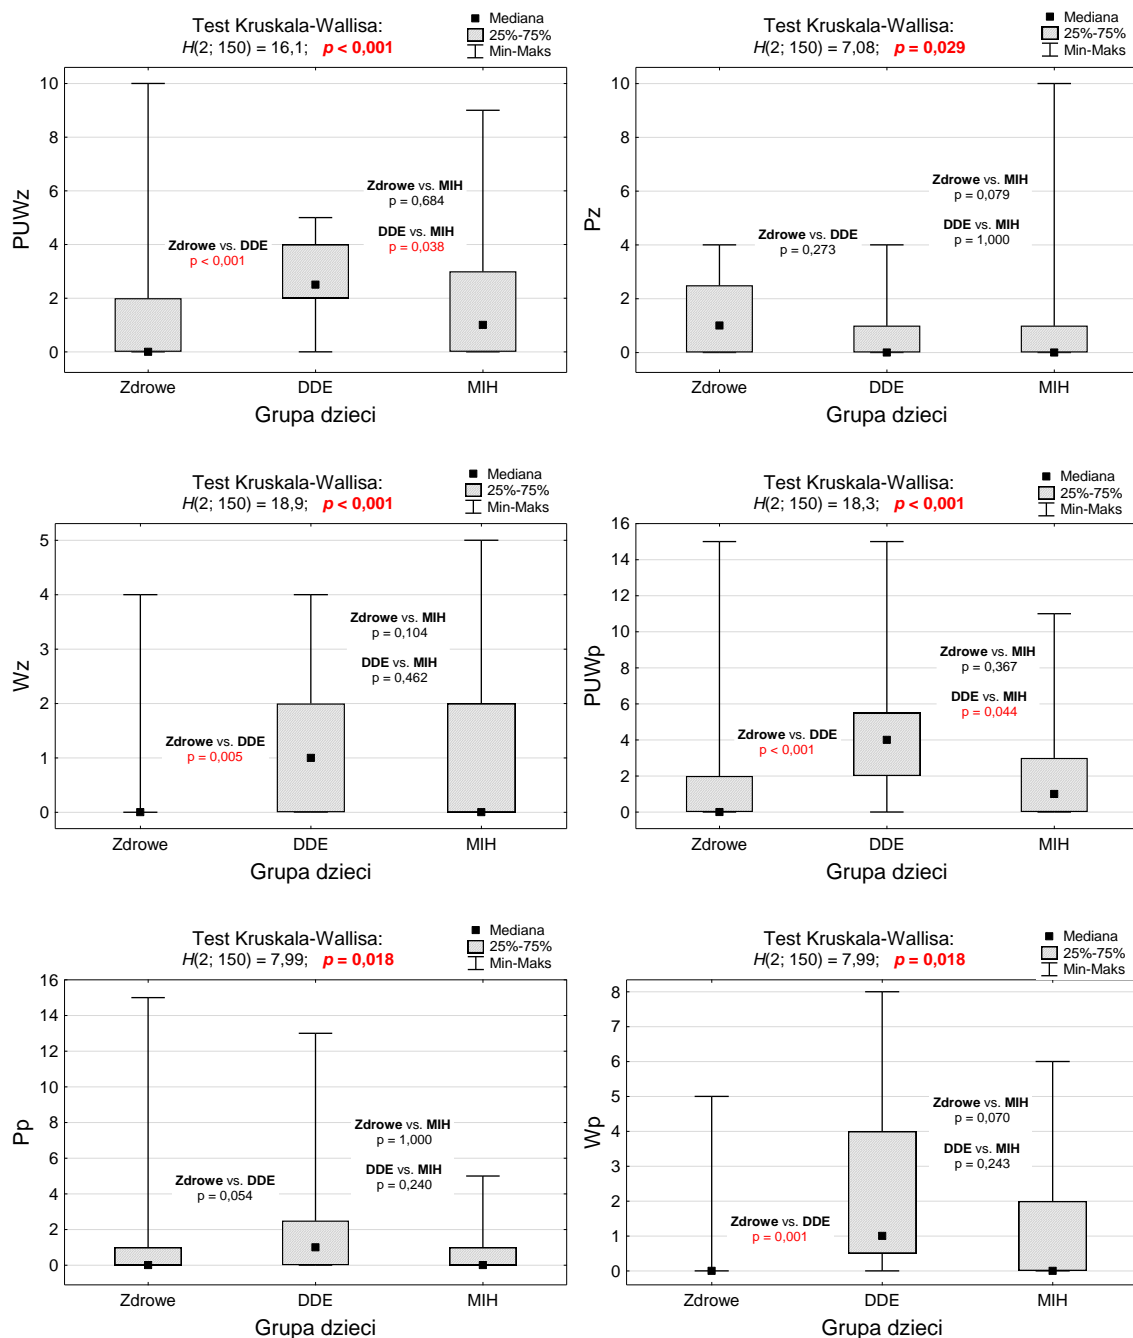 Test Kruskala-Wallisa:
H(2; 150) = 16,1; p < 0,001
Mediana
25%-75%
Min-Maks
PUWz
10
8
6
4
2
0
Zdrowe vs. DDE
p < 0,001
Zdrowe vs. MIH
p = 0,684
DDE vs. MIH
p = 0,038
Zdrowe DDE MIH
Grupa dzieci
Test Kruskala-Wallisa:
H(2; 150) = 7,08; p = 0,029
Mediana
25%-75%
Min-Maks
Pz
10
8
6
4
2
0
Zdrowe vs. DDE
p = 0,273
Zdrowe vs. MIH
p = 0,079
DDE vs. MIH
p = 1,000
Zdrowe DDE MIH
Grupa dzieci
Test Kruskala-Wallisa:
H(2; 150) = 18,9; p < 0,001
Mediana
25%-75%
Min-Maks
Wz
5
4
3
2
1
0
Zdrowe vs. DDE
p = 0,005
Zdrowe vs. MIH
p = 0,104
DDE vs. MIH
p = 0,462
Zdrowe DDE MIH
Grupa dzieci
Test Kruskala-Wallisa:
H(2; 150) = 18,3; p < 0,001
Mediana
25%-75%
Min-Maks
PUWp
16
14
12
10
8
6
4
2
0
Zdrowe vs. DDE
p < 0,001
Zdrowe vs. MIH
p = 0,367
DDE vs. MIH
p = 0,044
Zdrowe DDE MIH
Grupa dzieci
Test Kruskala-Wallisa:
H(2; 150) = 7,99; p = 0,018
Mediana
25%-75%
Min-Maks
Pp
16
14
12
10
8
6
4
2
0
Zdrowe vs. DDE
p = 0,054
Zdrowe vs. MIH
p = 1,000
DDE vs. MIH
p = 0,240
Zdrowe DDE MIH
Grupa dzieci
Test Kruskala-Wallisa:
H(2; 150) = 7,99; p = 0,018
Mediana
25%-75%
Min-Maks
Wp
8
7
6
5
4
3
2
1
0
Zdrowe vs. DDE
p = 0,001
Zdrowe vs. MIH
p = 0,070
DDE vs. MIH
p = 0,243
Zdrowe DDE MIH
Grupa dzieci